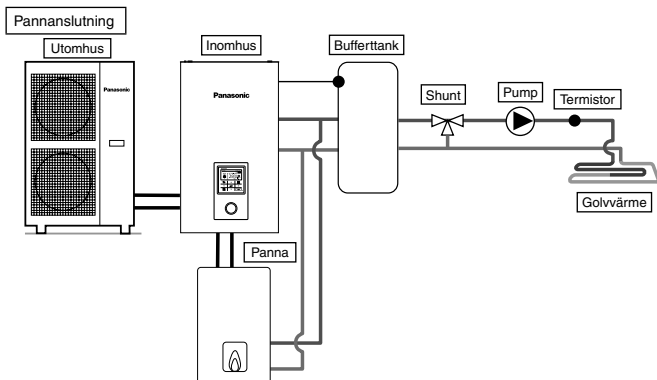 Pannanslutning
Utomhus
Inomhus
Bufferttank
Panasonic
Panasonic
Shunt
Pump
Termistor
Golvvärme
Panna